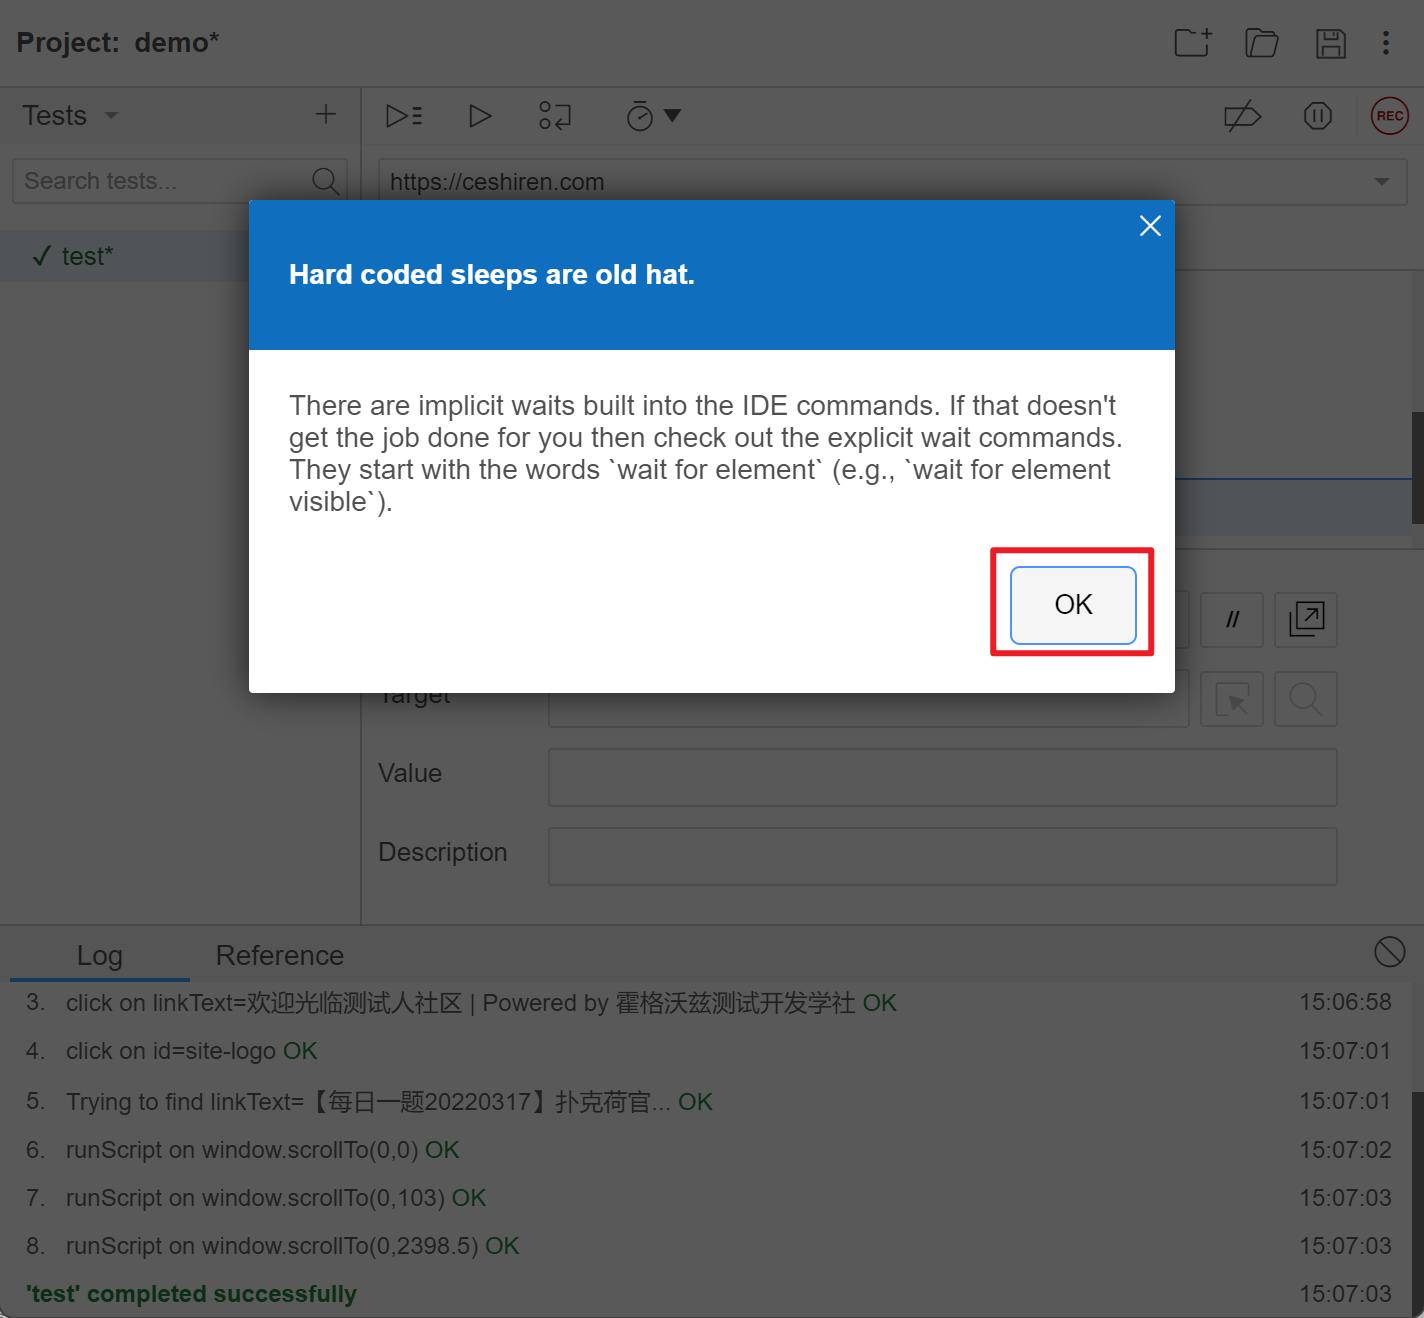 Project: demo*
Tests
REC
Search tests...
https://ceshiren.com
✓ test*
Hard coded sleeps are old hat.
There are implicit waits built into the IDE commands. If that doesn't
get the job done for you then check out the explicit wait commands.
They start with the words `wait for element` (e.g., `wait for element
visible`).
OK
//
Target
Value
Description
Log Reference
3. click on linkText=欢迎光临测试人社区 | Powered by 霍格沃兹测试开发学社 OK 15:06:58
4. click on id=site-logo OK 15:07:01
5. Trying to find linkText=【每日一题20220317】扑克荷官... OK 15:07:01
6. runScript on window.scrollTo(0,0) OK 15:07:02
7. runScript on window.scrollTo(0,103) OK 15:07:03
8. runScript on window.scrollTo(0,2398.5) OK 15:07:03
'test' completed successfully 15:07:03